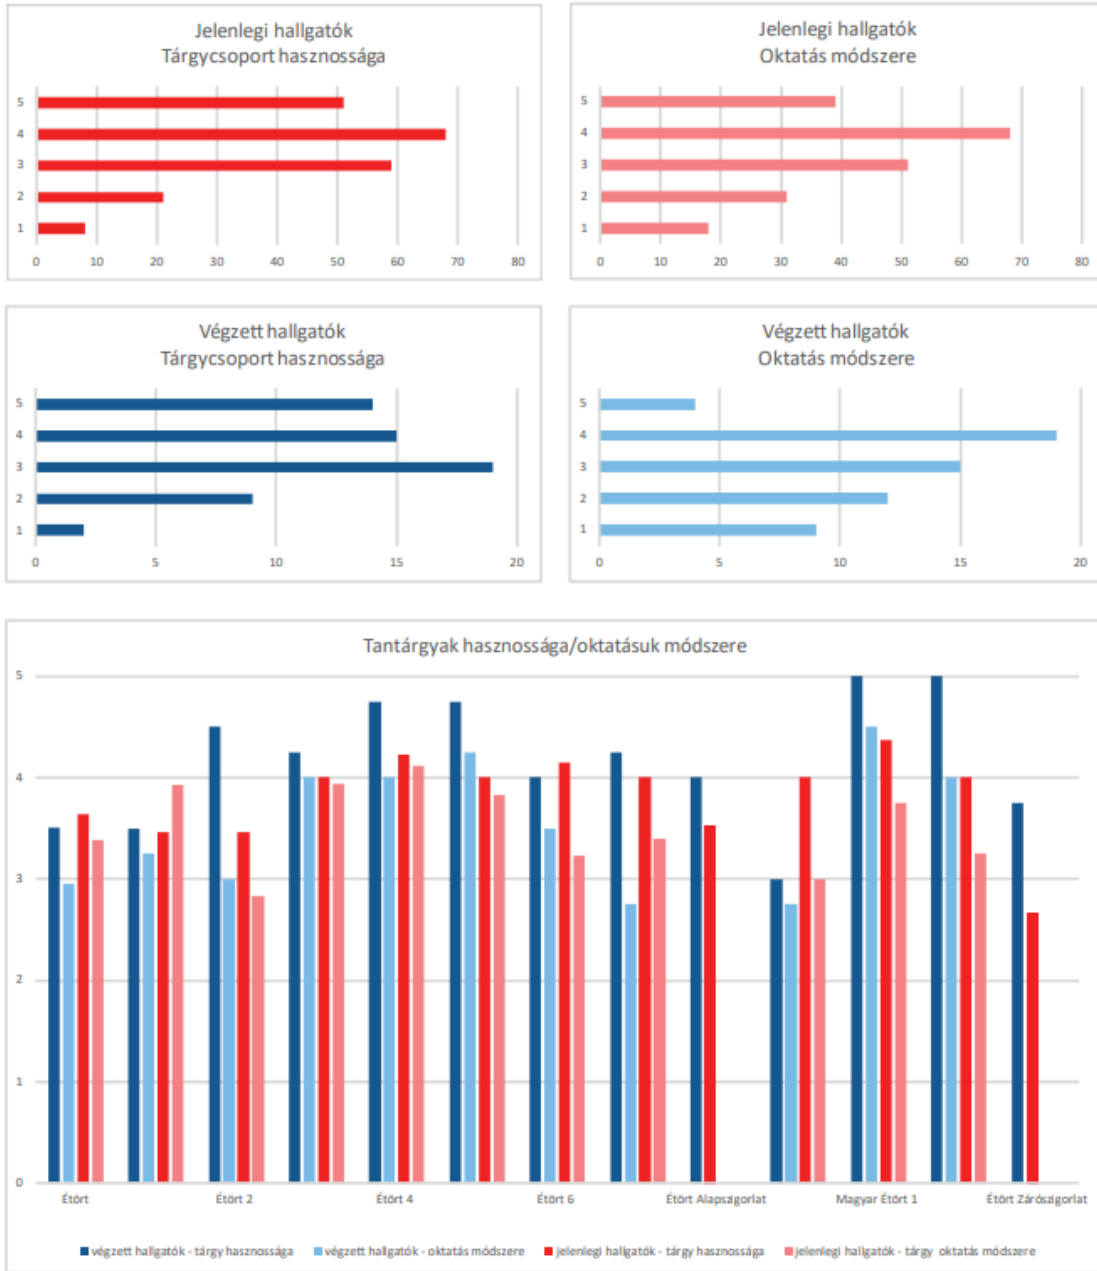 Jelenlegi hallgatók
Tárgycsoport hasznossága
5
4
3
2
1
0 10 20 30 40 50 60 70 80
Jelenlegi hallgatók
Oktatás módszere
5
4
3
2
1
0 10 20 30 40 50 60 70 80
Végzett hallgatók
Tárgycsoport hasznossága
5
4
3
2
1
0 5 10 15 20
Végzett hallgatók
Oktatás módszere
5
4
3
2
1
0 5 10 15 20
Tantárgyak hasznossága/oktatásuk módszere
5
4
3
2
1
0
Étört Étört 2 Étört 4 Étört 6 Étört Alapszigorlat Magyar Étört 1 Étört Zárószigorlat
végzett hallgatók - tárgy hasznossága végzett hallgatók - oktatás módszere jelenlegi hallgatók - tárgy hasznossága jelenlegi hallgatók - tárgy oktatás módszere